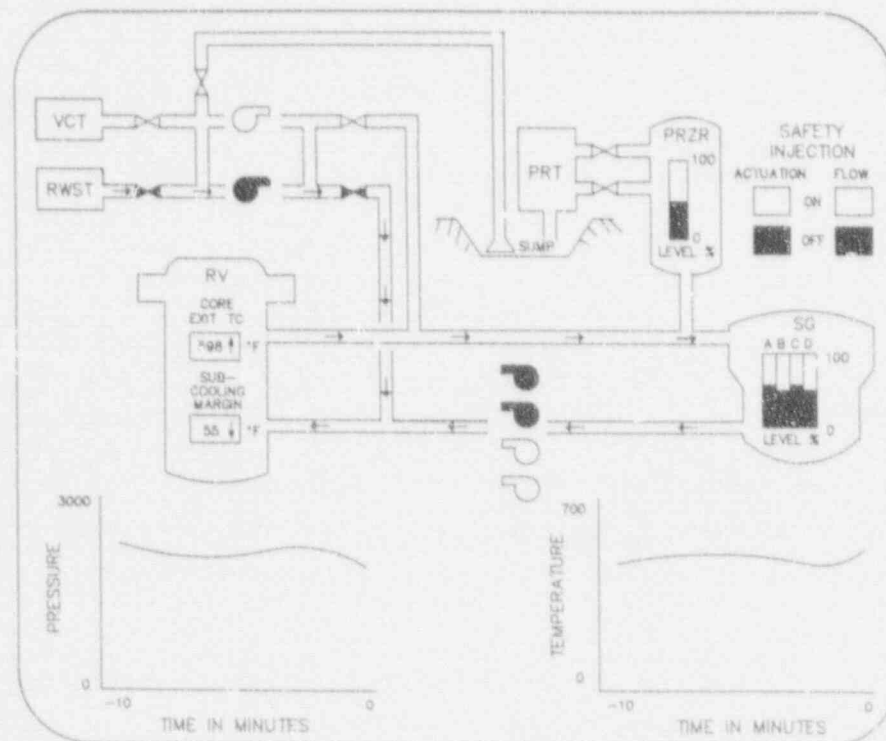 VCT
RWST
PRT
PRZR
100
0
LEVEL %
SUMP
SAFETY
INJECTION
ACTUATION FLOW
ON
OFF
RV
CORE
EXIT TC
°F
SUB-
COOLING
MARGIN
55 °F
SG
A B C D
100
0
LEVEL %
3000
PRESSURE
0
-10 0
TIME IN MINUTES
700
TEMPERATURE
0
-10 0
TIME IN MINUTES